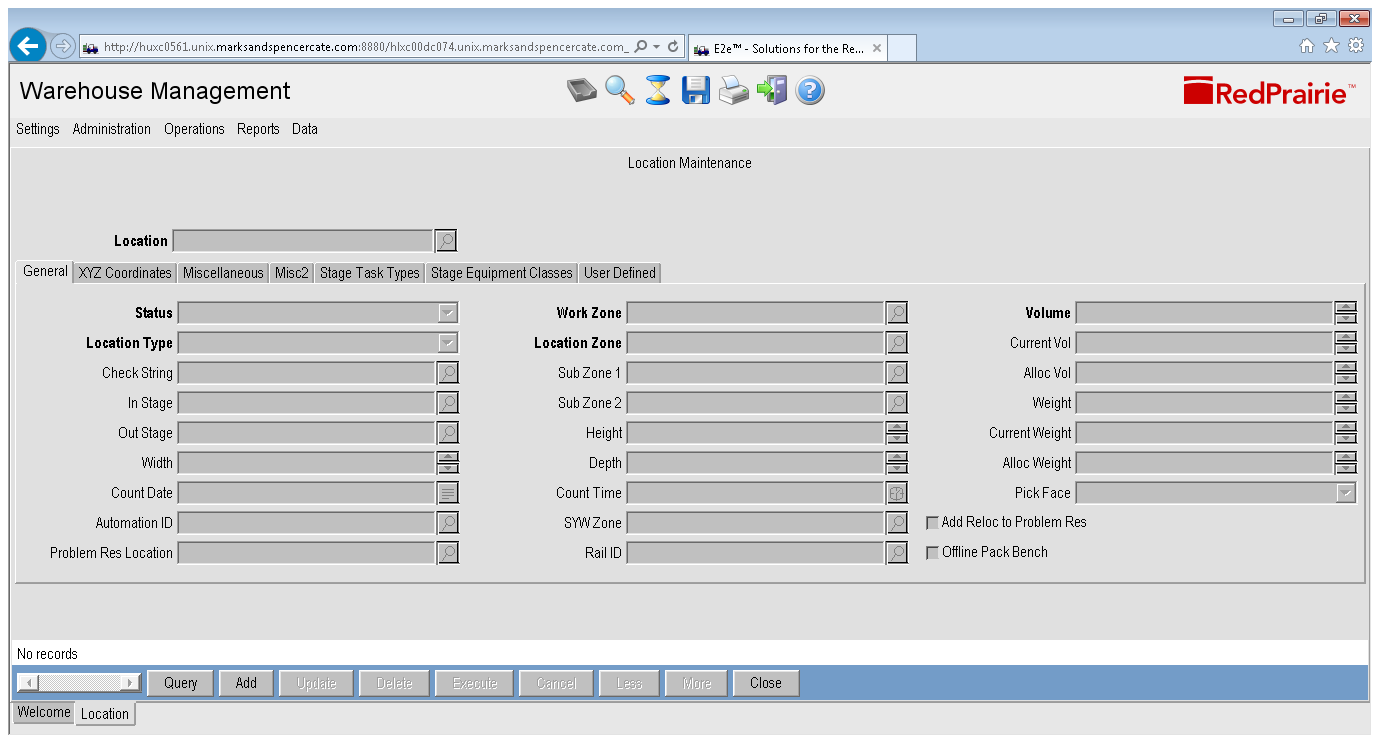 http://huxc0561.unix.marksandspencercate.com:8880/hlxc00dc074.unix.marksandspencercate.com_
E2e™ - Solutions for the Re...
Warehouse Management
RedPrairie™
Settings Administration Operations Reports Data
Location Maintenance
Location
General XYZ Coordinates Miscellaneous Misc2 Stage Task Types Stage Equipment Classes User Defined
Status Work Zone Volume
Location Type Location Zone Current Vol
Check String Sub Zone 1 Alloc Vol
In Stage Sub Zone 2 Weight
Out Stage Height Current Weight
Width Depth Alloc Weight
Count Date Count Time Pick Face
Automation ID SYW Zone Add Reloc to Problem Res
Problem Res Location Rail ID Offline Pack Bench
No records
Query Add Update Delete Execute Cancel Less More Close
Welcome Location